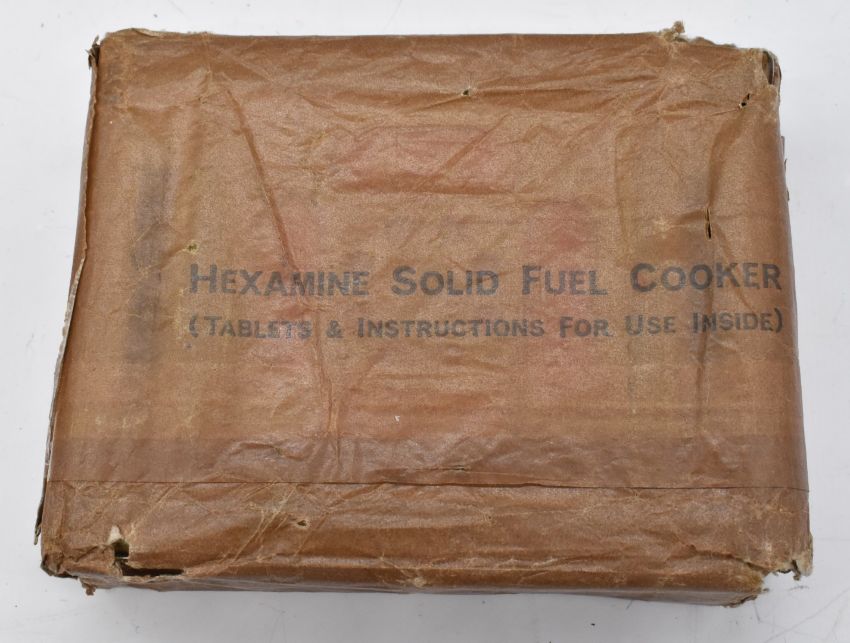 HEXAMINE SOLID FUEL COOKER
(TABLETS & INSTRUCTIONS FOR USE INSIDE)